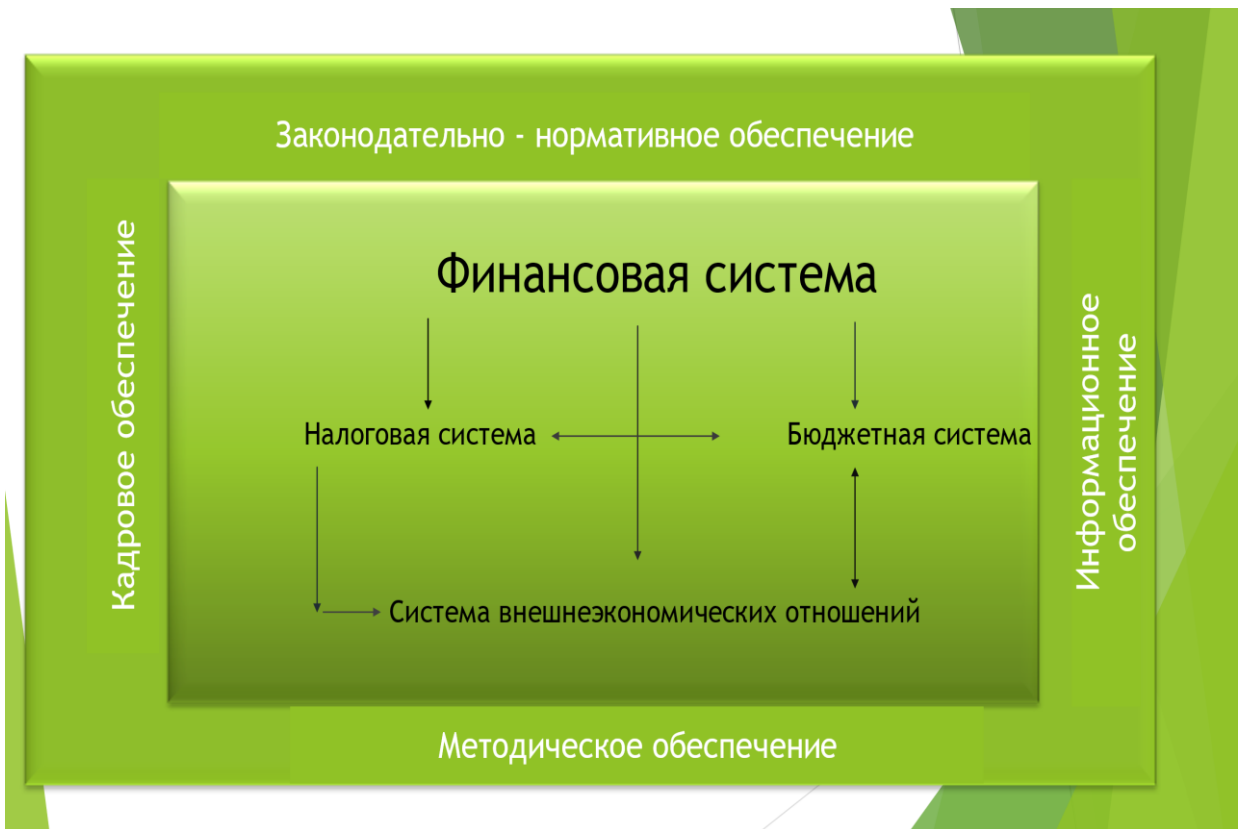 Законодательно - нормативное обеспечение
Кадровое обеспечение
Финансовая система
Налоговая система
Бюджетная система
Система внешнеэкономических отношений
Информационное
обеспечение
Методическое обеспечение